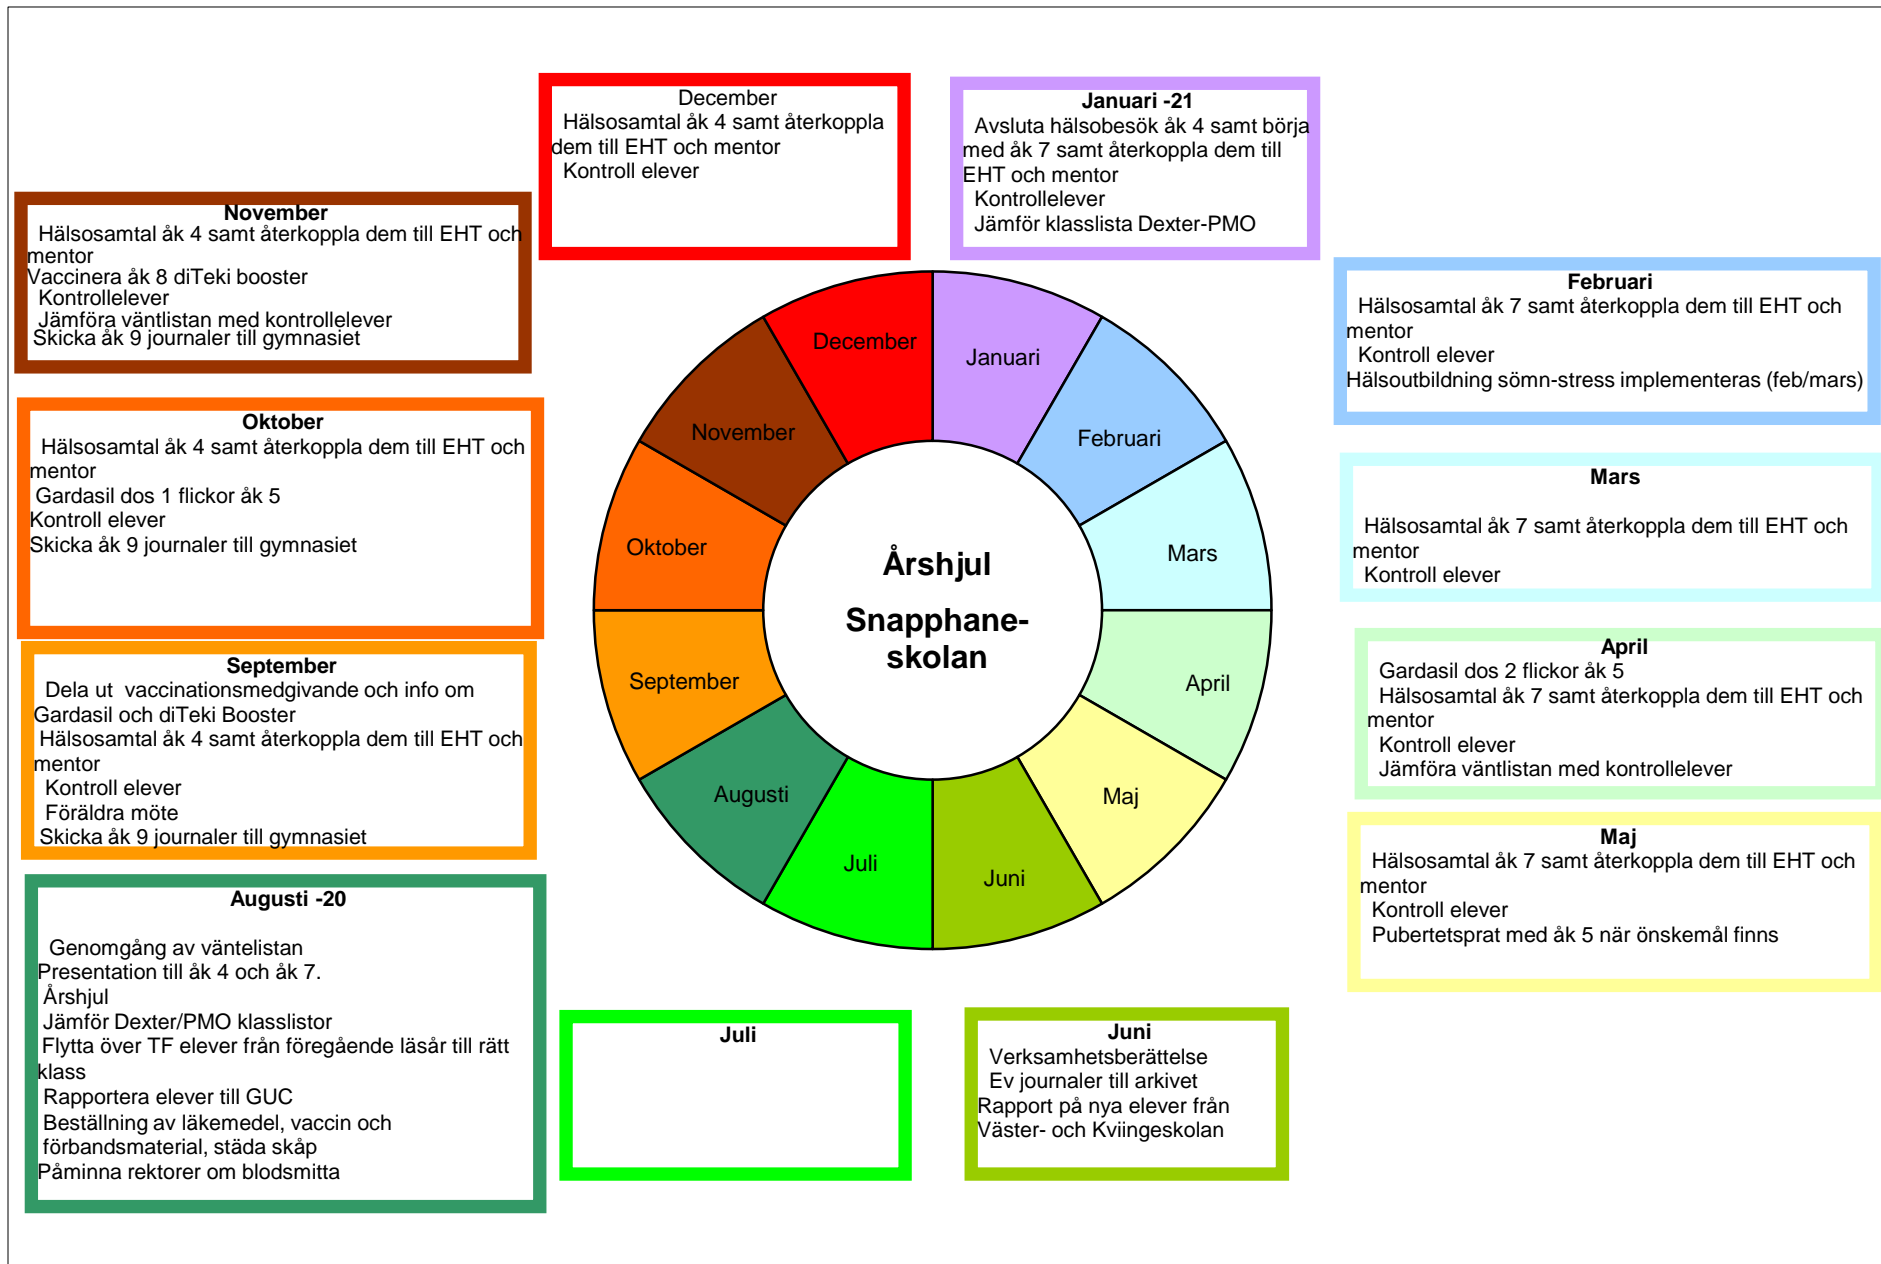 December
Hälsosamtal åk 4 samt återkoppla
dem till EHT och mentor
Kontroll elever
Januari -21
Avsluta hälsobesök åk 4 samt börja
med åk 7 samt återkoppla dem till
EHT och mentor
Kontrollelever
Jämför klasslista Dexter-PMO
November
Hälsosamtal åk 4 samt återkoppla dem till EHT och
mentor
Vaccinera åk 8 diTeki booster
Kontrollelever
Jämföra väntlistan med kontrollelever
Skicka åk 9 journaler till gymnasiet
Februari
Hälsosamtal åk 7 samt återkoppla dem till EHT och
mentor
Kontroll elever
Hälsoutbildning sömn-stress implementeras (feb/mars)
Oktober
Hälsosamtal åk 4 samt återkoppla dem till EHT och
mentor
Gardasil dos 1 flickor åk 5
Kontroll elever
Skicka åk 9 journaler till gymnasiet
Mars
Hälsosamtal åk 7 samt återkoppla dem till EHT och
mentor
Kontroll elever
September
Dela ut  vaccinationsmedgivande och info om
Gardasil och diTeki Booster
Hälsosamtal åk 4 samt återkoppla dem till EHT och
mentor
Kontroll elever
Föräldra möte
Skicka åk 9 journaler till gymnasiet
April
Gardasil dos 2 flickor åk 5
Hälsosamtal åk 7 samt återkoppla dem till EHT och
mentor
Kontroll elever
Jämföra väntlistan med kontrollelever
Maj
Hälsosamtal åk 7 samt återkoppla dem till EHT och
mentor
Kontroll elever
Pubertetsprat med åk 5 när önskemål finns
Augusti -20
Genomgång av väntelistan
Presentation till åk 4 och åk 7.
Årshjul
Jämför Dexter/PMO klasslistor
Flytta över TF elever från föregående läsår till rätt
klass
Rapportera elever till GUC
Beställning av läkemedel, vaccin och
förbandsmaterial, städa skåp
Påminna rektorer om blodsmitta
Juli
Juni
Verksamhetsberättelse
Ev journaler till arkivet
Rapport på nya elever från
Väster- och Kviingeskolan
December
Januari
Februari
Mars
April
Maj
Juni
Juli
Augusti
September
Oktober
November
Årshjul
Snapphane-
skolan